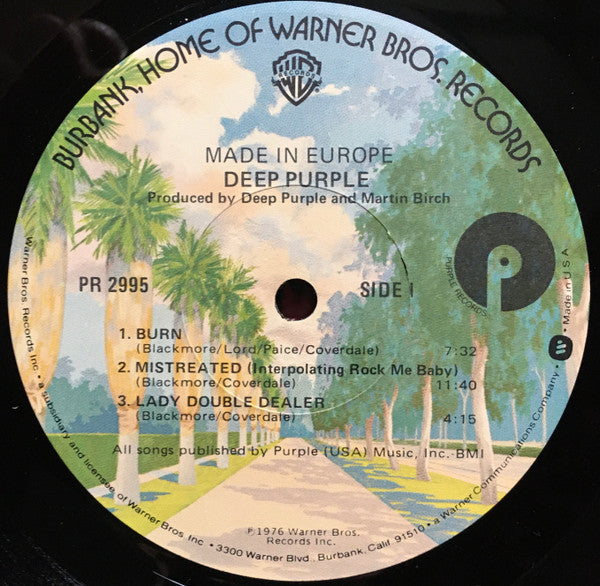 BURBANK, HOME OF WARNER BROS. RECORDS
WB
RECORDS
MADE IN EUROPE
DEEP PURPLE
Produced by Deep Purple and Martin Birch
PR 2995
SIDE I
P
PURPLE RECORDS
1. BURN
(Blackmore/Lord/Paice/Coverdale) 7:32
2. MISTREATED (Interpolating Rock Me Baby)
(Blackmore/Coverdale) 11:40
3. LADY DOUBLE DEALER
(Blackmore/Coverdale) 4:15
All songs published by Purple (USA) Music, Inc.-BMI
℗ 1976 Warner Bros.
Records Inc.
Warner Bros. Records Inc. • a subsidiary and licensee of Warner Bros. Inc. • 3300 Warner Blvd., Burbank, Calif. 91510 • a Warner Communications Company • Made in USA